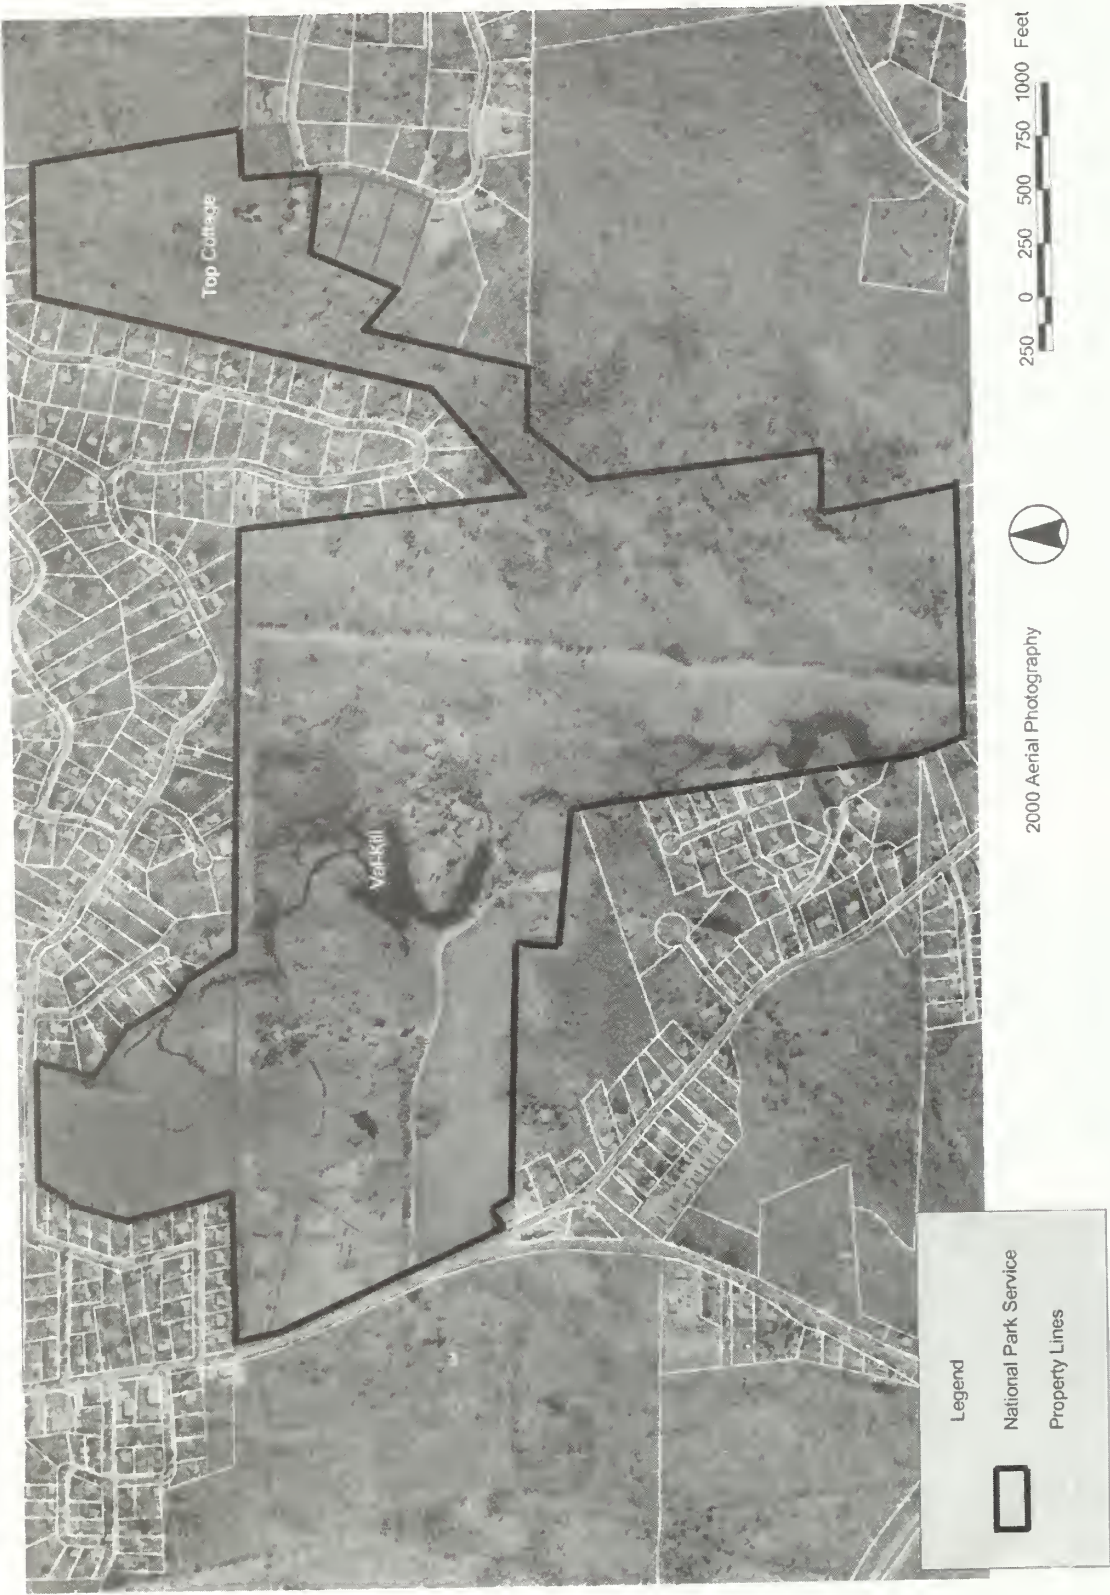 Top Cottage
Val-Kill
Legend
National Park Service
Property Lines
2000 Aerial Photography
250 0 250 500 750 1000 Feet